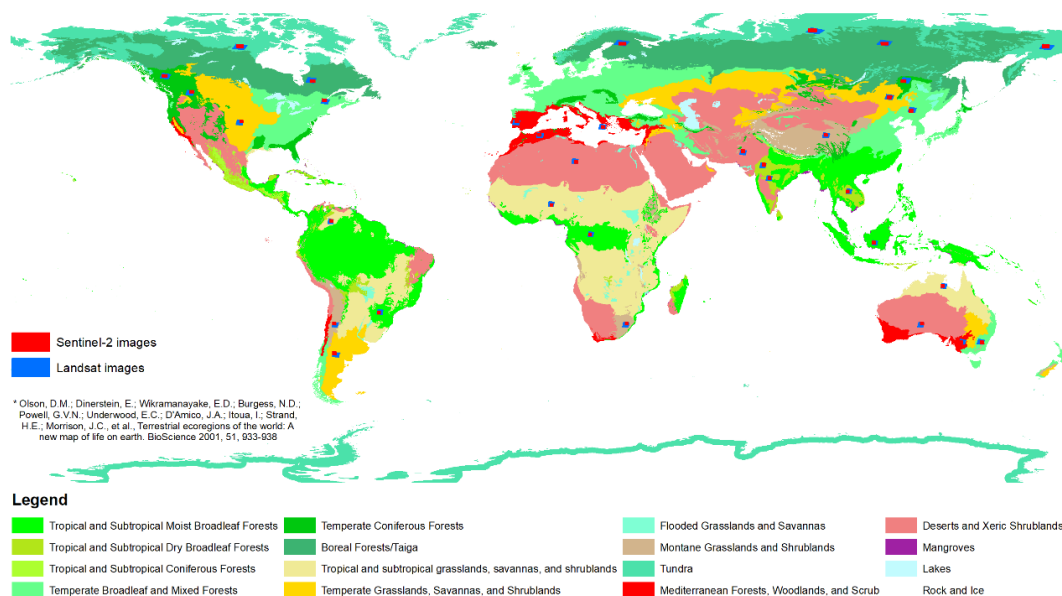 Sentinel-2 images
Landsat images
* Olson, D.M.; Dinerstein, E.; Wikramanayake, E.D.; Burgess, N.D.;
Powell, G.V.N.; Underwood, E.C.; D'Amico, J.A.; Itoua, I.; Strand,
H.E.; Morrison, J.C., et al., Terrestrial ecoregions of the world: A
new map of life on earth. BioScience 2001, 51, 933-938
Legend
Tropical and Subtropical Moist Broadleaf Forests
Temperate Coniferous Forests
Flooded Grasslands and Savannas
Deserts and Xeric Shrublands
Tropical and Subtropical Dry Broadleaf Forests
Boreal Forests/Taiga
Montane Grasslands and Shrublands
Mangroves
Tropical and Subtropical Coniferous Forests
Tropical and subtropical grasslands, savannas, and shrublands
Tundra
Lakes
Temperate Broadleaf and Mixed Forests
Temperate Grasslands, Savannas, and Shrublands
Mediterranean Forests, Woodlands, and Scrub
Rock and Ice